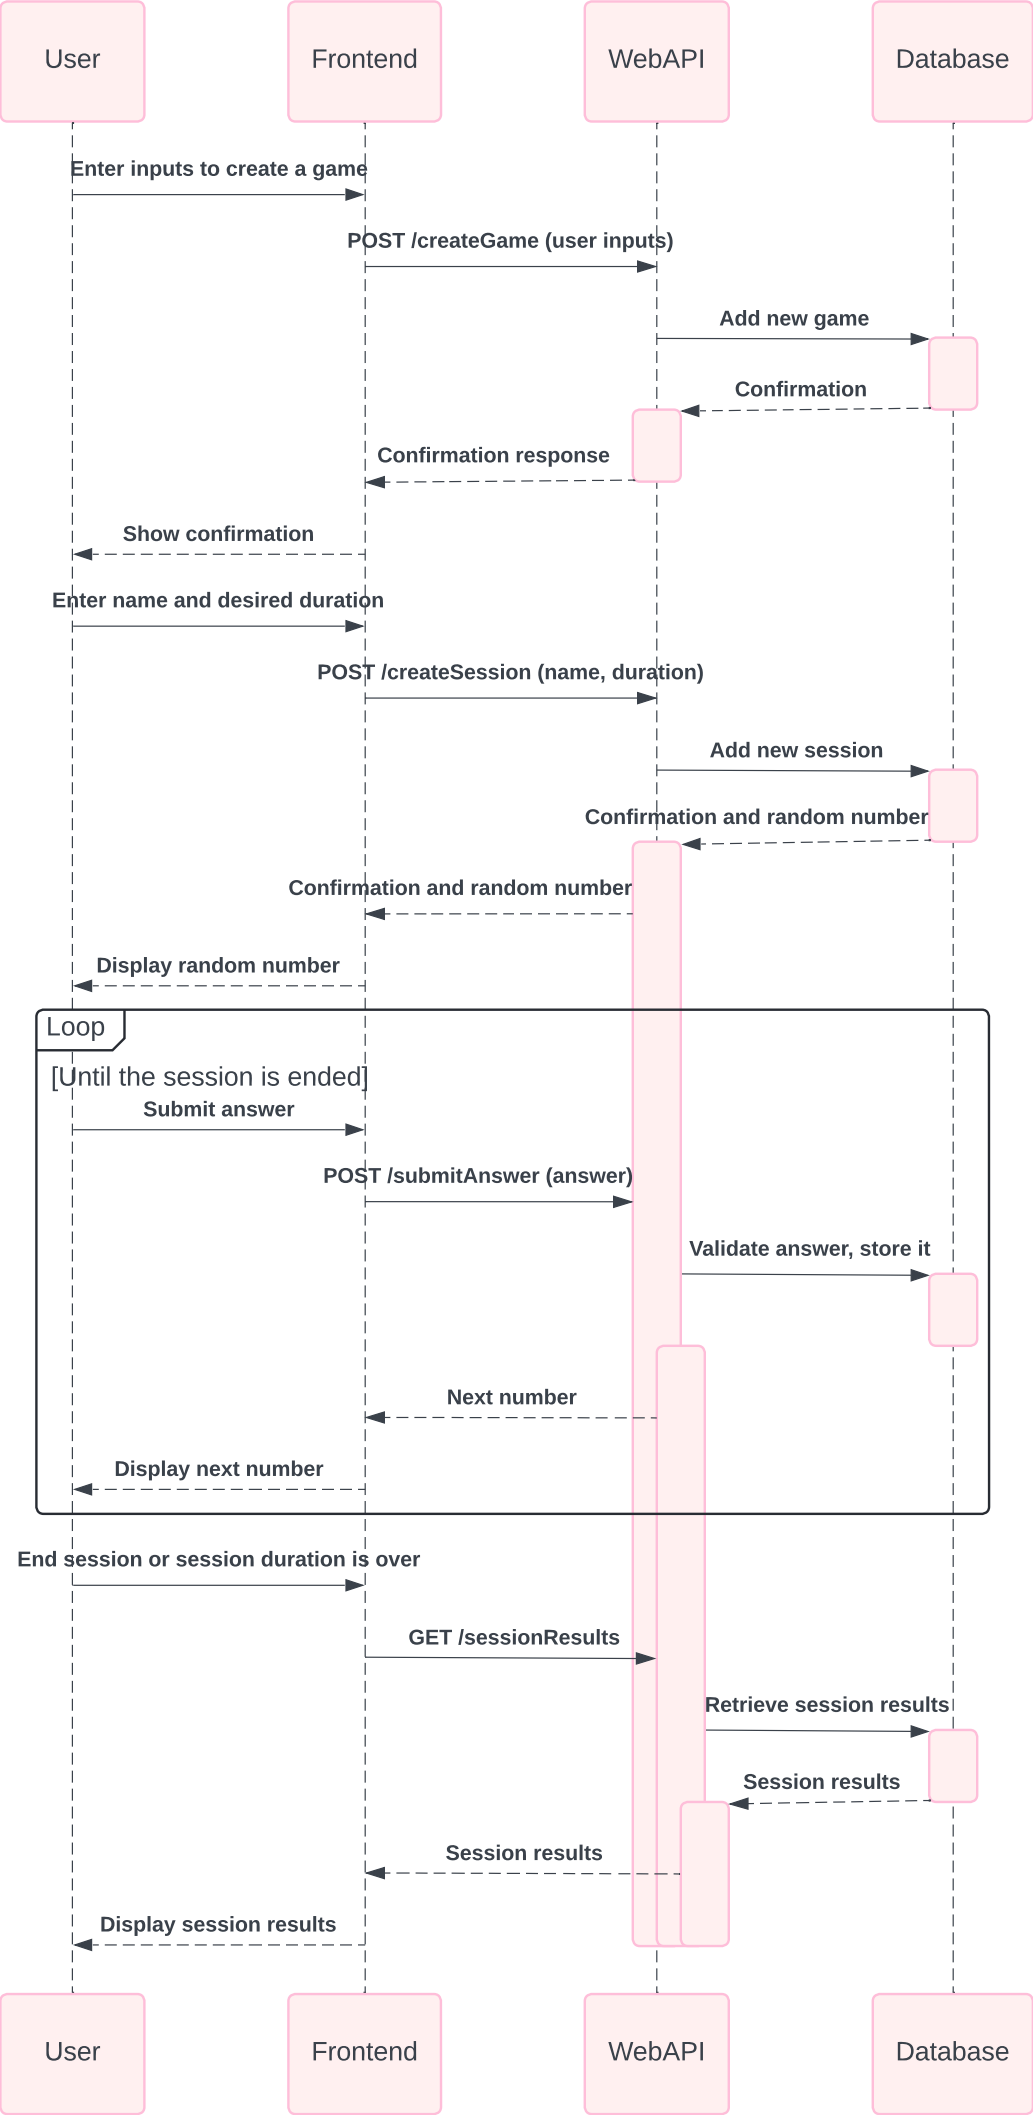 User
Frontend
WebAPI
Database
Enter inputs to create a game
POST /createGame (user inputs)
Add new game
Confirmation
Confirmation response
Show confirmation
Enter name and desired duration
POST /createSession (name, duration)
Add new session
Confirmation and random number
Confirmation and random number
Display random number
Loop
[Until the session is ended]
Submit answer
POST /submitAnswer (answer)
Validate answer, store it
Next number
Display next number
End session or session duration is over
GET /sessionResults
Retrieve session results
Session results
Session results
Display session results
User
Frontend
WebAPI
Database